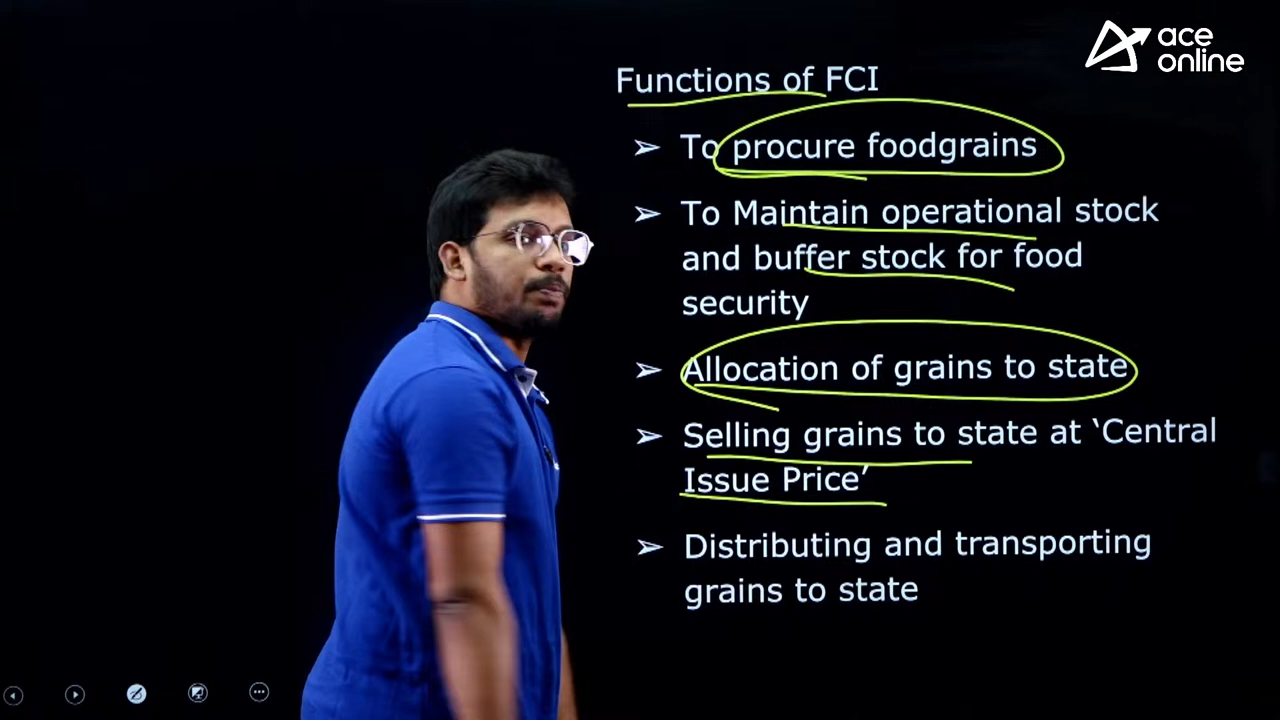 ace
online
Functions of FCI
➢ To procure foodgrains
➢ To Maintain operational stock
and buffer stock for food
security
➢ Allocation of grains to state
➢ Selling grains to state at ‘Central
Issue Price’
➢ Distributing and transporting
grains to state